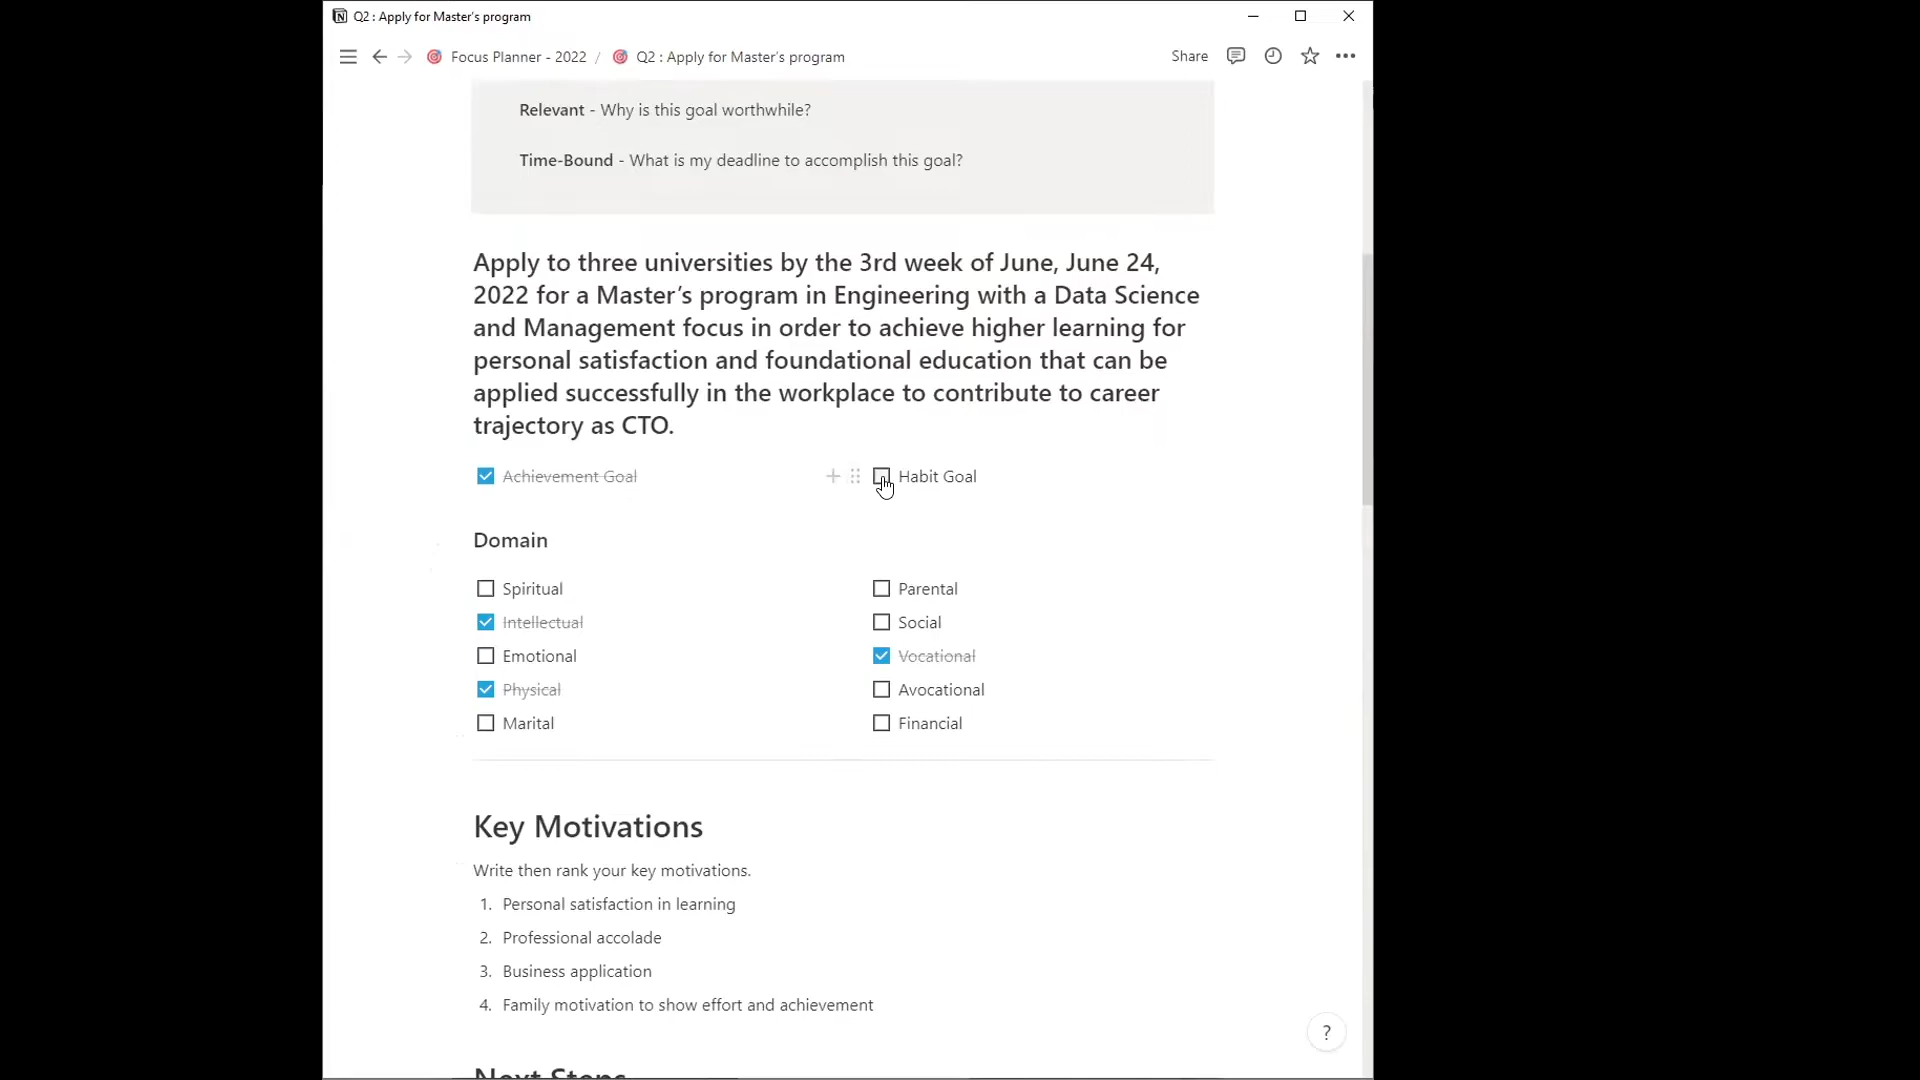 Q2 : Apply for Master's program
Focus Planner - 2022 / Q2 : Apply for Master's program
Share
Relevant - Why is this goal worthwhile?
Time-Bound - What is my deadline to accomplish this goal?
Apply to three universities by the 3rd week of June, June 24,
2022 for a Master's program in Engineering with a Data Science
and Management focus in order to achieve higher learning for
personal satisfaction and foundational education that can be
applied successfully in the workplace to contribute to career
trajectory as CTO.
Achievement Goal
Habit Goal
Domain
Spiritual
Intellectual
Emotional
Physical
Marital
Parental
Social
Vocational
Avocational
Financial
Key Motivations
Write then rank your key motivations.
1. Personal satisfaction in learning
2. Professional accolade
3. Business application
4. Family motivation to show effort and achievement
?
Next Steps